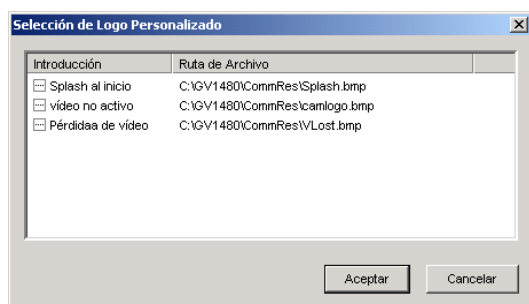 Selección de Logo Personalizado
Introducción Ruta de Archivo
Splash al inicio C:\GV1480\CommRes\Splash.bmp
vídeo no activo C:\GV1480\CommRes\camlogo.bmp
Pérdidaa de vídeo C:\GV1480\CommRes\VLost.bmp
Aceptar Cancelar